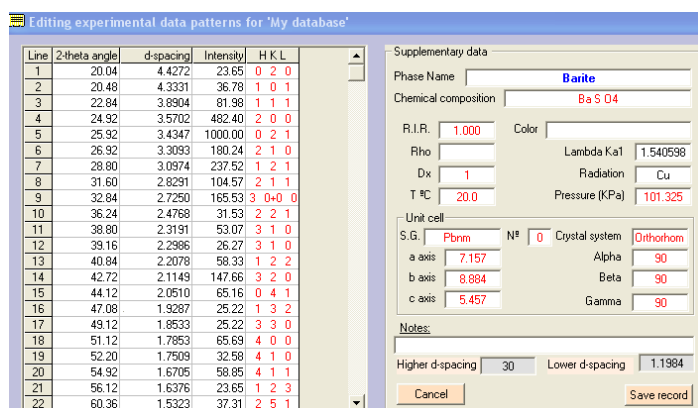 Editing experimental data patterns for 'My database'
Line 2-theta angle d-spacing Intensity H K L
1 20.04 4.4272 23.65 0 2 0
2 20.48 4.3331 36.78 1 0 1
3 22.84 3.8904 81.98 1 1 1
4 24.92 3.5702 482.40 2 0 0
5 25.92 3.4347 1000.00 0 2 1
6 26.92 3.3093 180.24 2 1 0
7 28.80 3.0974 237.52 1 2 1
8 31.60 2.8291 104.57 2 1 1
9 32.84 2.7250 165.53 3 0+0 0
10 36.24 2.4768 31.53 2 2 1
11 38.80 2.3191 53.07 3 1 0
12 39.16 2.2986 26.27 3 1 0
13 40.84 2.2078 58.33 1 2 2
14 42.72 2.1149 147.66 3 2 0
15 44.12 2.0510 65.16 0 4 1
16 47.08 1.9287 25.22 1 3 2
17 49.12 1.8533 25.22 3 3 0
18 51.12 1.7853 65.69 4 0 0
19 52.20 1.7509 32.58 4 1 0
20 54.92 1.6705 58.85 4 1 1
21 56.12 1.6376 23.65 1 2 3
22 60.36 1.5323 37.31 2 5 1
Supplementary data
Phase Name Barite
Chemical composition Ba S O4
R.I.R. 1.000 Color
Rho Lambda Ka1 1.540598
Dx 1 Radiation Cu
T ºC 20.0 Pressure (KPa) 101.325
Unit cell
S.G. Pbnm Nº 0 Crystal system Orthorhom
a axis 7.157 Alpha 90
b axis 8.884 Beta 90
c axis 5.457 Gamma 90
Notes:
Higher d-spacing 30 Lower d-spacing 1.1984
Cancel Save record